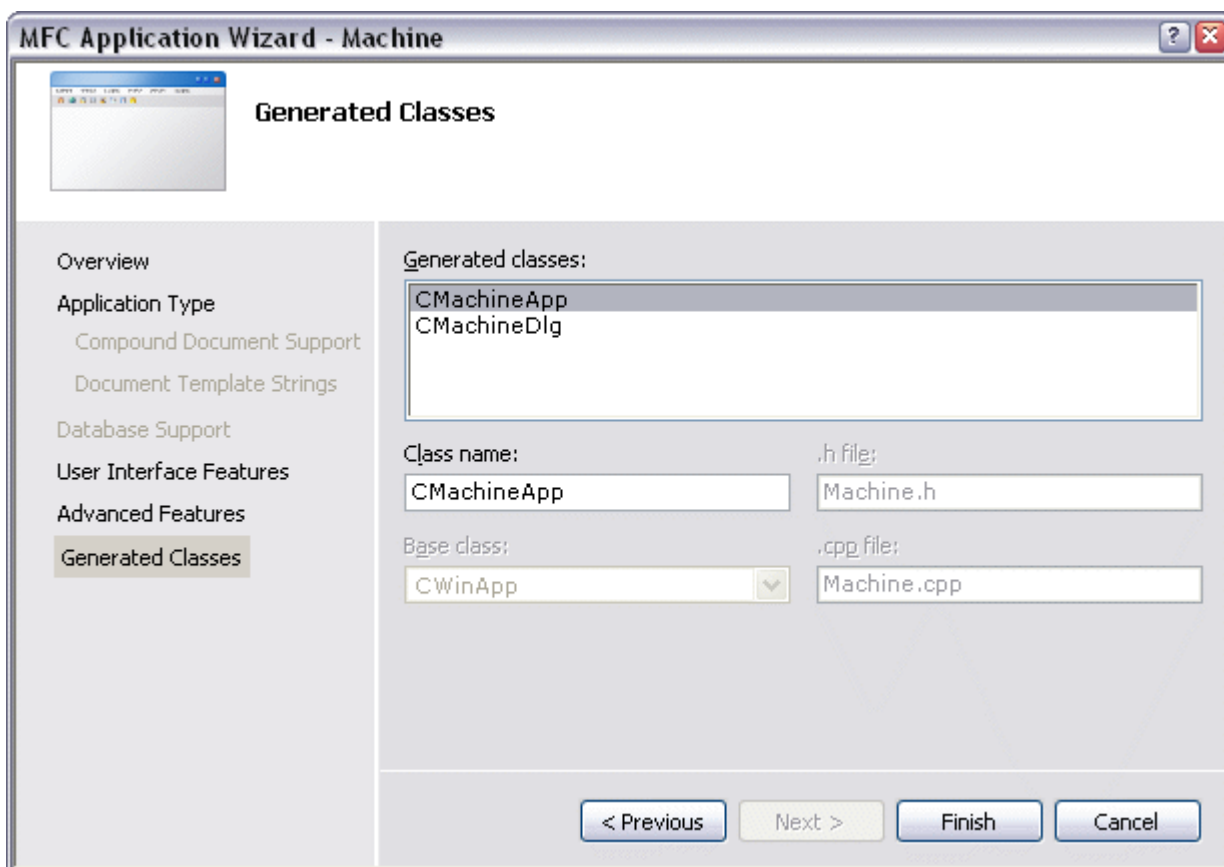 MFC Application Wizard - Machine
Generated Classes
Overview
Application Type
Compound Document Support
Document Template Strings
Database Support
User Interface Features
Advanced Features
Generated Classes
Generated classes:
CMachineApp
CMachineDlg
Class name:
.h file:
CMachineApp
Machine.h
Base class:
.cpp file:
CWinApp
Machine.cpp
< Previous
Next >
Finish
Cancel